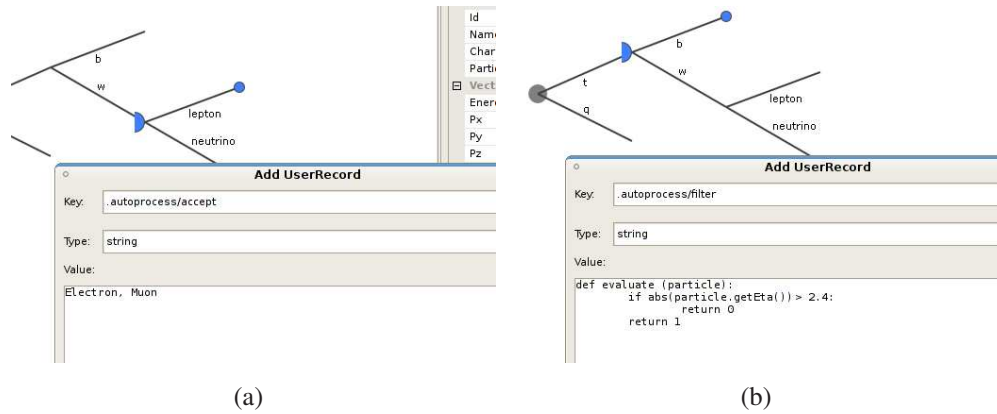 b
w
lepton
neutrino
Id
Name
Char
Partic
Vect
Energ
Px
Py
Pz
Add UserRecord
Key: .autoprocess/accept
Type: string
Value:
Electron, Muon
(a)
b
t
w
q
lepton
neutrino
Add UserRecord
Key: .autoprocess/filter
Type: string
Value:
def evaluate (particle):
if abs(particle.getEta())> 2.4:
return 0
return 1
(b)